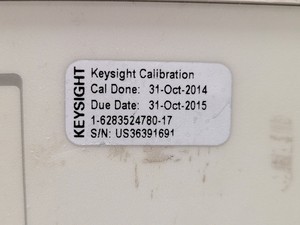 KEYSIGHT
Keysight Calibration
Cal Done: 31-Oct-2014
Due Date: 31-Oct-2015
1-6283524780-17
S/N: US36391691